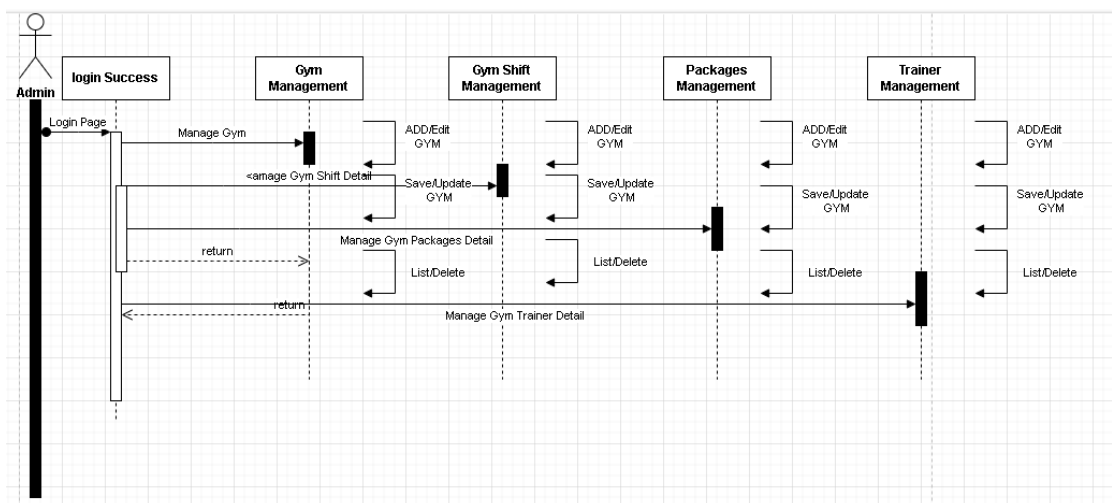 login Success
Gym
Management
Gym Shift
Management
Packages
Management
Trainer
Management
Admin
Login Page
Manage Gym
ADD/Edit
GYM
ADD/Edit
GYM
ADD/Edit
GYM
ADD/Edit
GYM
<amage Gym Shift Detail
Save/Update
GYM
Save/Update
GYM
Save/Update
GYM
Save/Update
GYM
Manage Gym Packages Detail
return
List/Delete
List/Delete
List/Delete
List/Delete
return
Manage Gym Trainer Detail